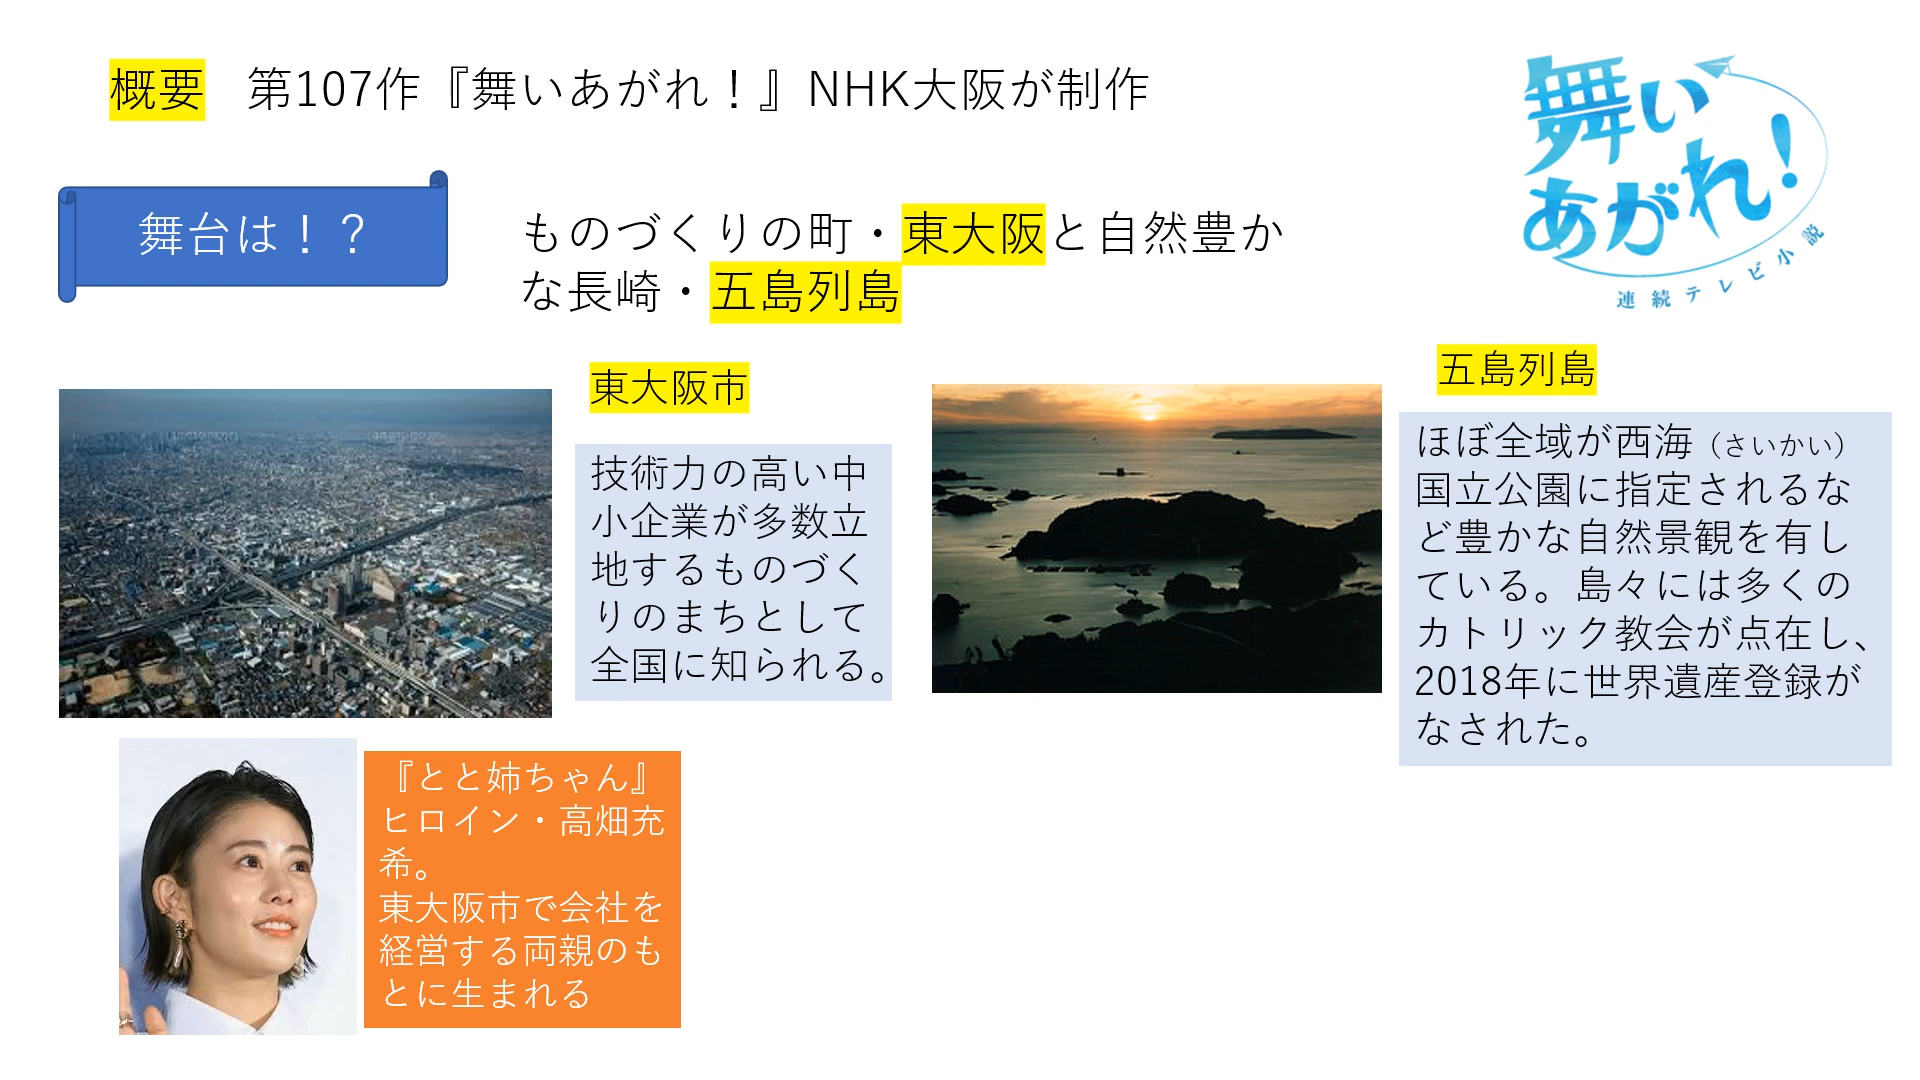 概要 第107作『舞いあがれ！』NHK大阪が制作
舞い
あがれ！
連続テレビ小説
舞台は！？
ものづくりの町・東大阪と自然豊か
な長崎・五島列島
東大阪市
技術力の高い中
小企業が多数立
地するものづく
りのまちとして
全国に知られる。
五島列島
ほぼ全域が西海（さいかい）
国立公園に指定されるな
ど豊かな自然景観を有し
ている。島々には多くの
カトリック教会が点在し、
2018年に世界遺産登録が
なされた。
『とと姉ちゃん』
ヒロイン・高畑充
希。
東大阪市で会社を
経営する両親のも
とに生まれる